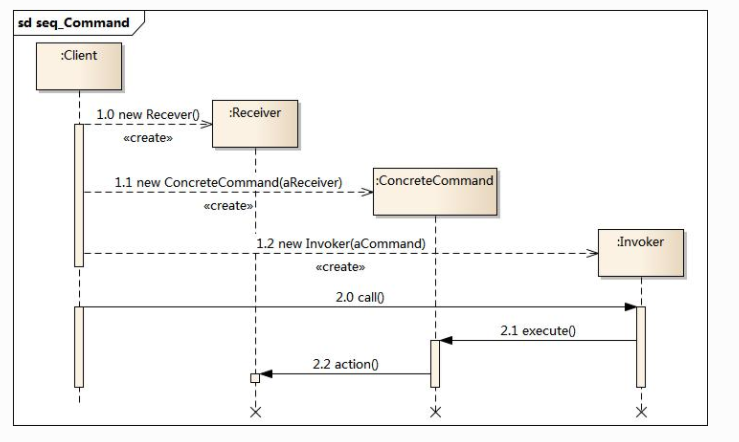 sd seq_Command
:Client
1.0 new Recever()
:Receiver
«create»
1.1 new ConcreteCommand(aReceiver)
:ConcreteCommand
«create»
1.2 new Invoker(aCommand)
:Invoker
«create»
2.0 call()
2.1 execute()
2.2 action()